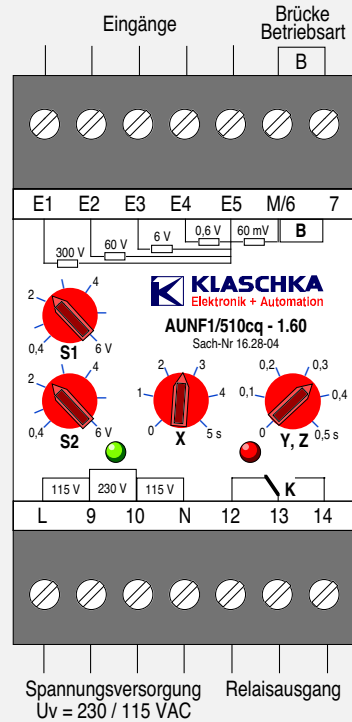 Eingänge
Brücke
Betriebsart
B
E1 E2 E3 E4 E5 M/6 7
300 V 60 V 6 V 0,6 V 60 mV B
KLASCHKA
Elektronik + Automation
AUNF1/510cq - 1.60
Sach-Nr 16.28-04
0,4 2 4 6 V
S1
0,4 2 4 6 V
S2
0 1 2 3 4 5 s
X
0 0,1 0,2 0,3 0,4 0,5 s
Y, Z
115 V 230 V 115 V K
L 9 10 N 12 13 14
Spannungsversorgung
Uv = 230 / 115 VAC
Relaisausgang